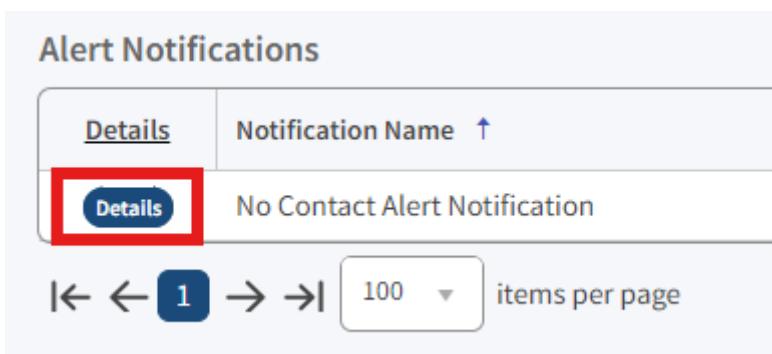 Alert Notifications
Details Notification Name ↑
Details No Contact Alert Notification
1 100 items per page